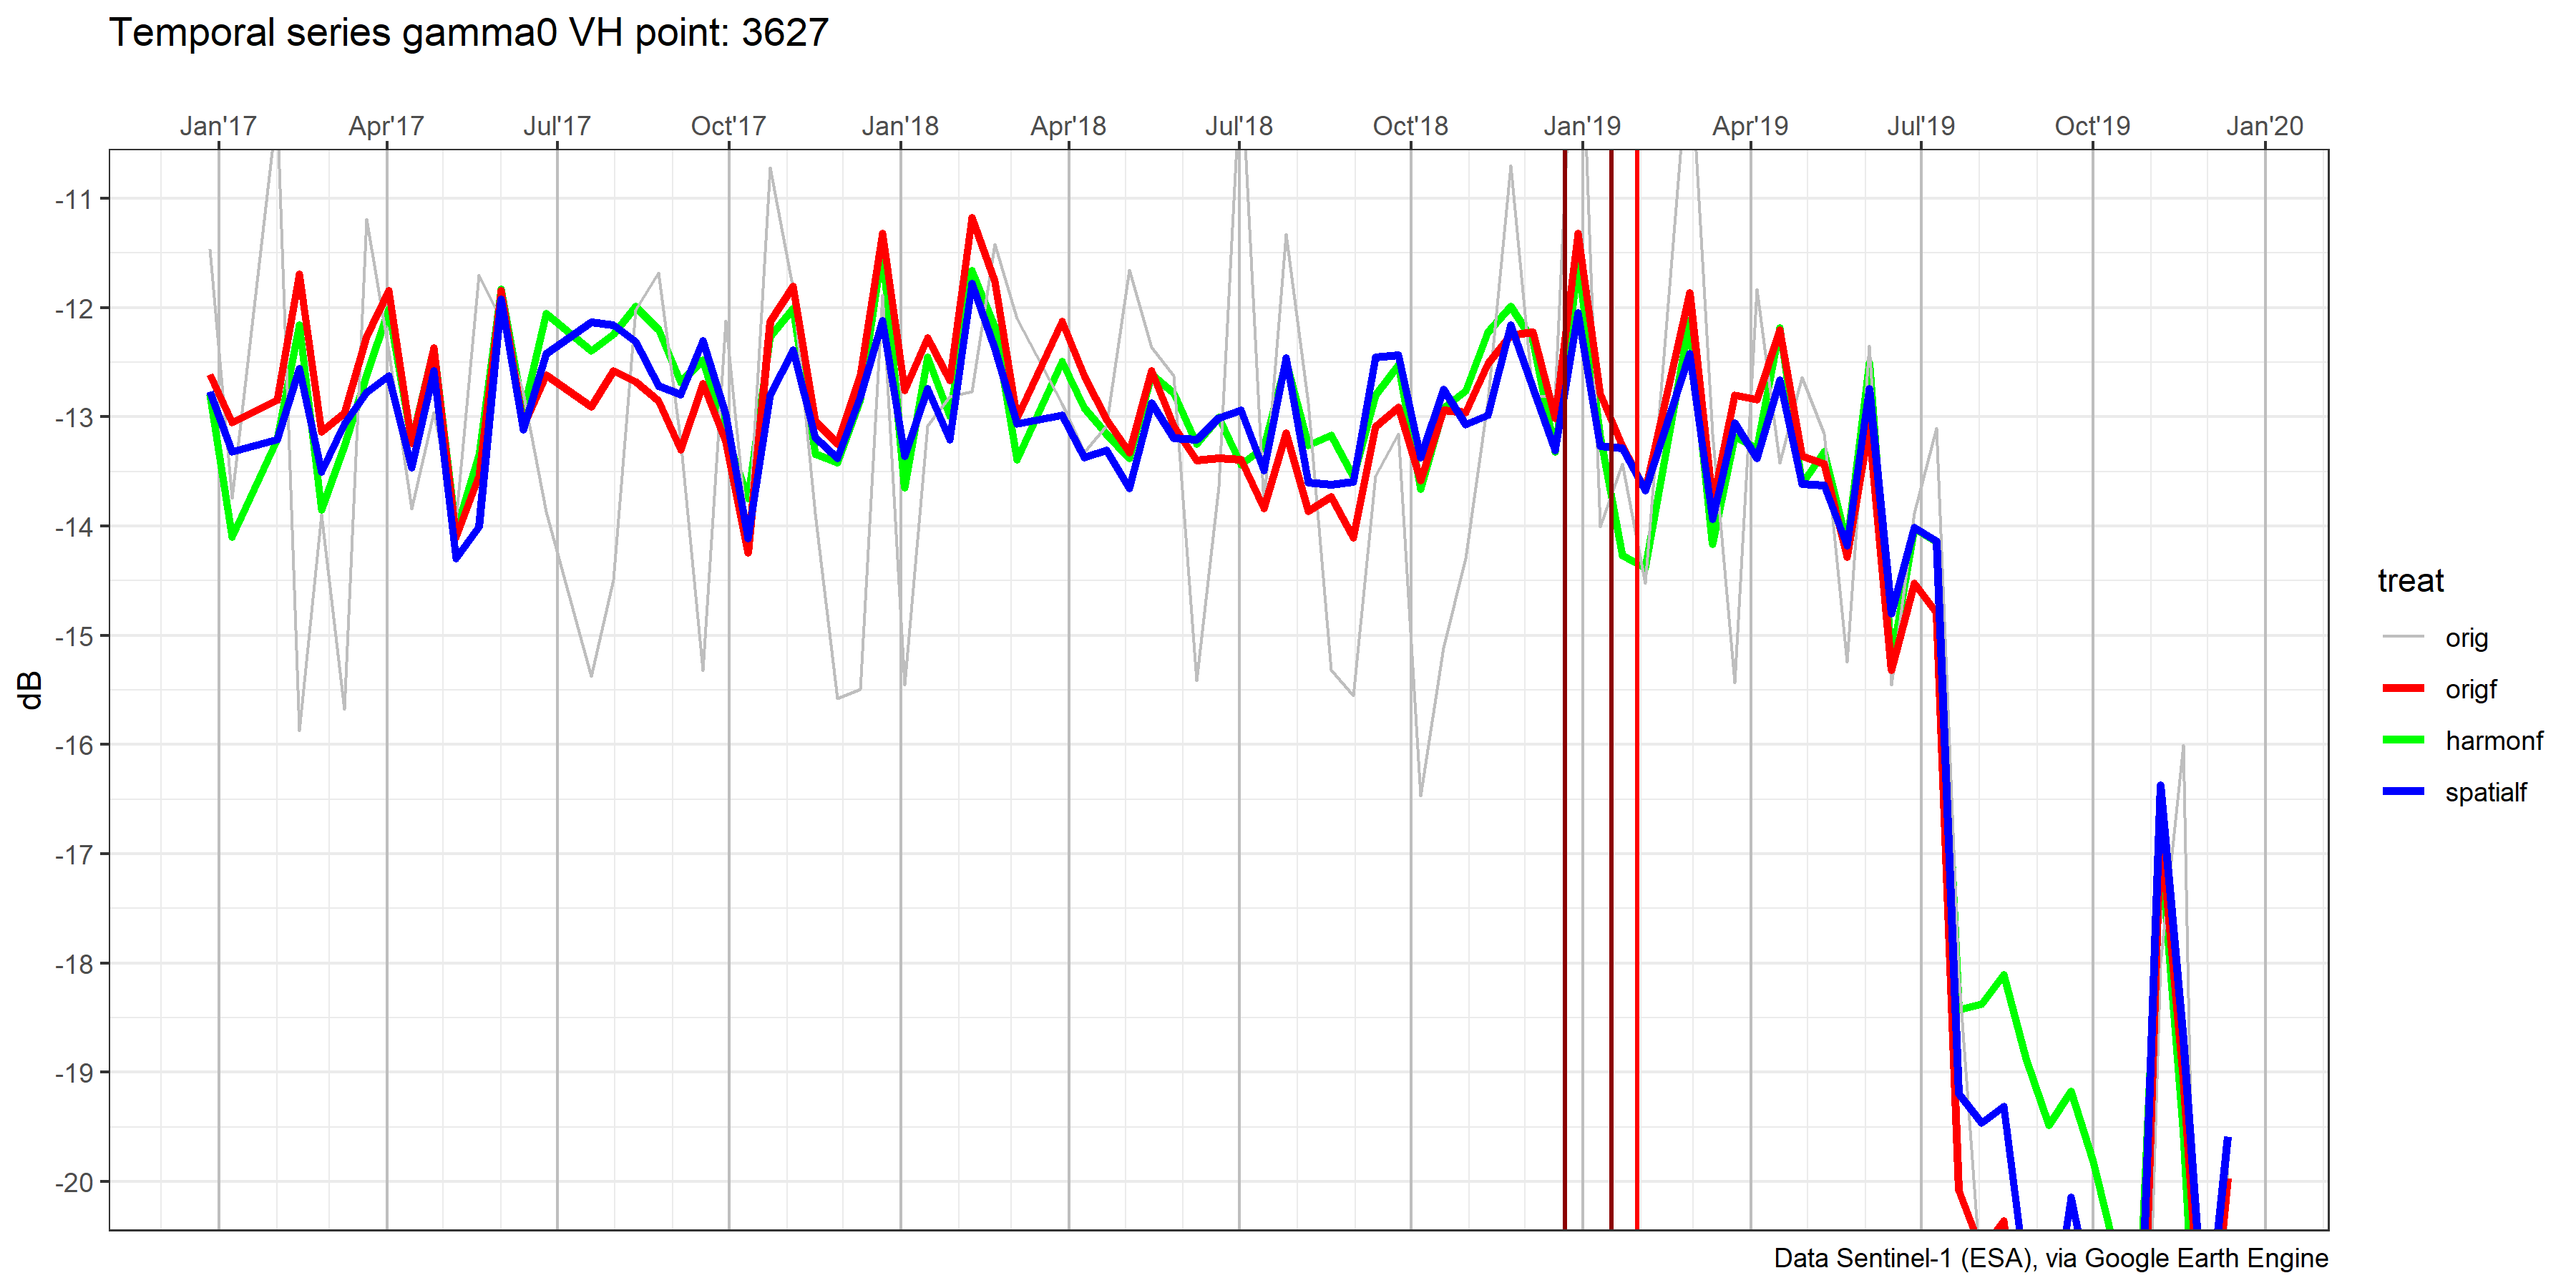 Temporal series gamma0 VH point: 3627
Jan'17 Apr'17 Jul'17 Oct'17 Jan'18 Apr'18 Jul'18 Oct'18 Jan'19 Apr'19 Jul'19 Oct'19 Jan'20
-11
-12
-13
-14
-15
-16
-17
-18
-19
-20
dB
treat
orig
origf
harmonf
spatialf
Data Sentinel-1 (ESA), via Google Earth Engine